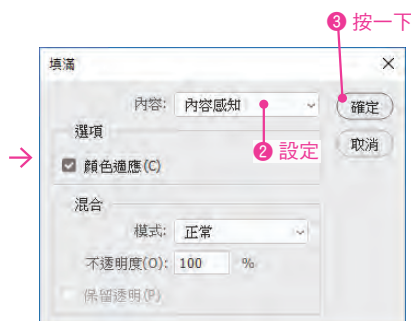 ❸ 按一下
填滿
內容: 內容感知
確定
❷ 設定
選項
取消
顏色適應(C)
混合
模式: 正常
不透明度(O): 100 %
保留透明(P)